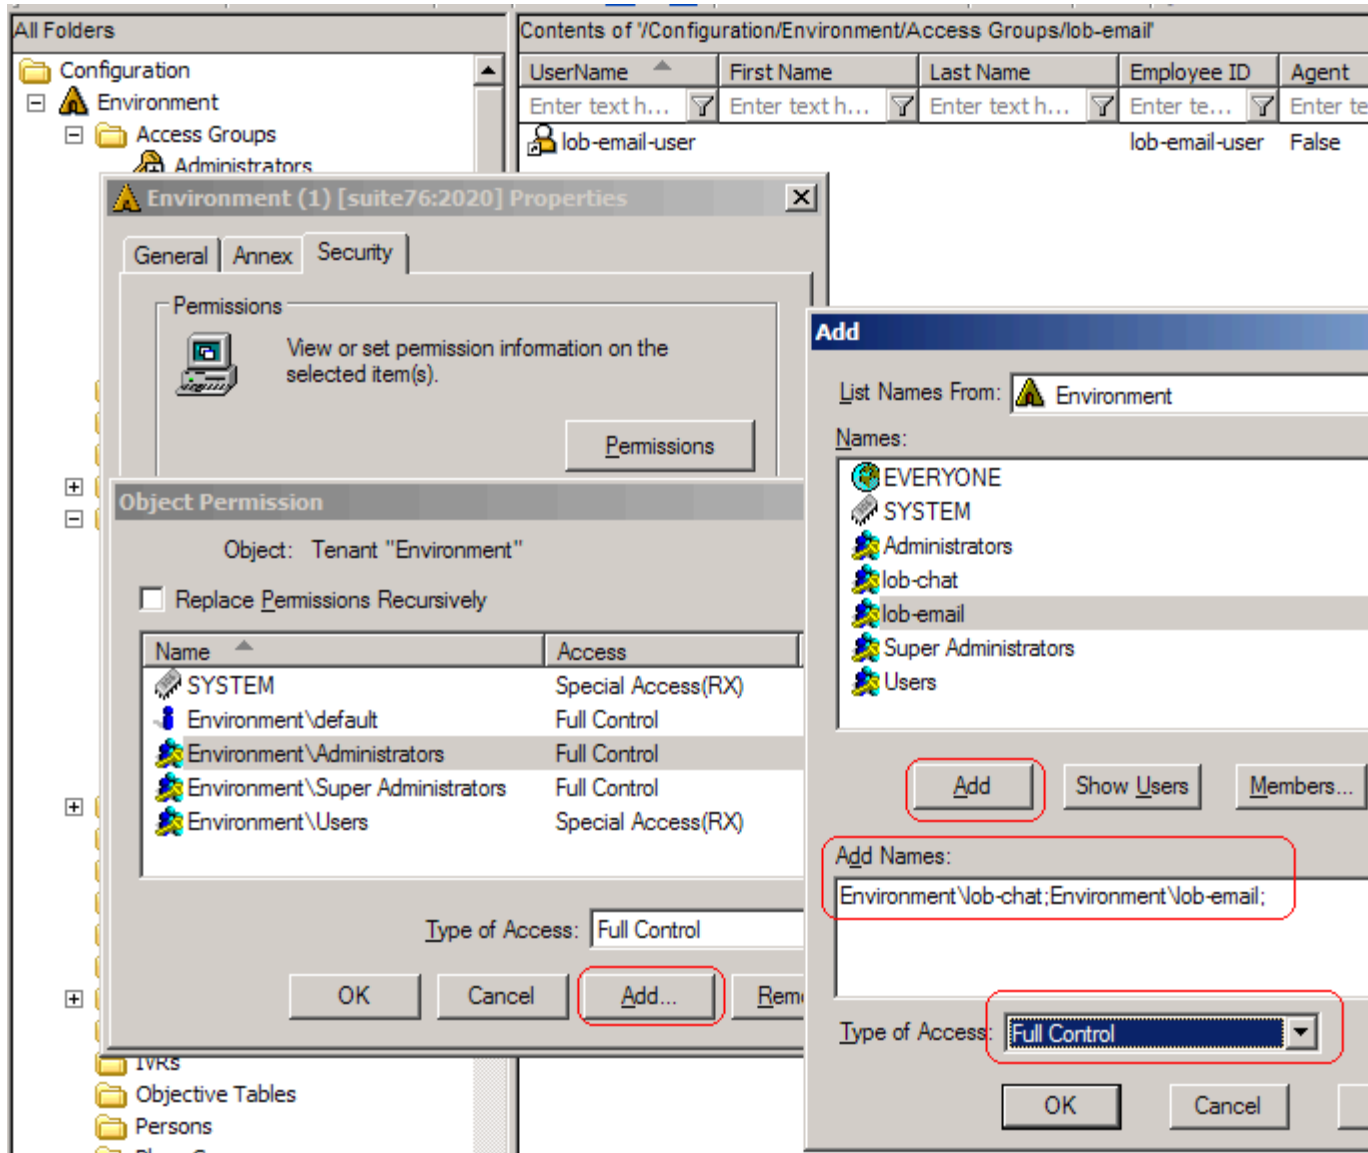 All Folders
Contents of '/Configuration/Environment/Access Groups/lob-email'
Configuration
Environment
Access Groups
Administrators
UserName First Name Last Name Employee ID Agent
Enter text h... Enter text h... Enter text h... Enter te... Enter te
lob-email-user lob-email-user False
Environment (1) [suite76:2020] Properties
General Annex Security
Permissions
View or set permission information on the
selected item(s).
Permissions
Object Permission
Object: Tenant "Environment"
Replace Permissions Recursively
Name Access
SYSTEM Special Access(RX)
Environment\default Full Control
Environment\Administrators Full Control
Environment\Super Administrators Full Control
Environment\Users Special Access(RX)
Type of Access: Full Control
OK Cancel Add... Rem
Add
List Names From: Environment
Names:
EVERYONE
SYSTEM
Administrators
lob-chat
lob-email
Super Administrators
Users
Add Show Users Members...
Add Names:
Environment\lob-chat;Environment\lob-email;
Type of Access: Full Control
OK Cancel
IVRs
Objective Tables
Persons